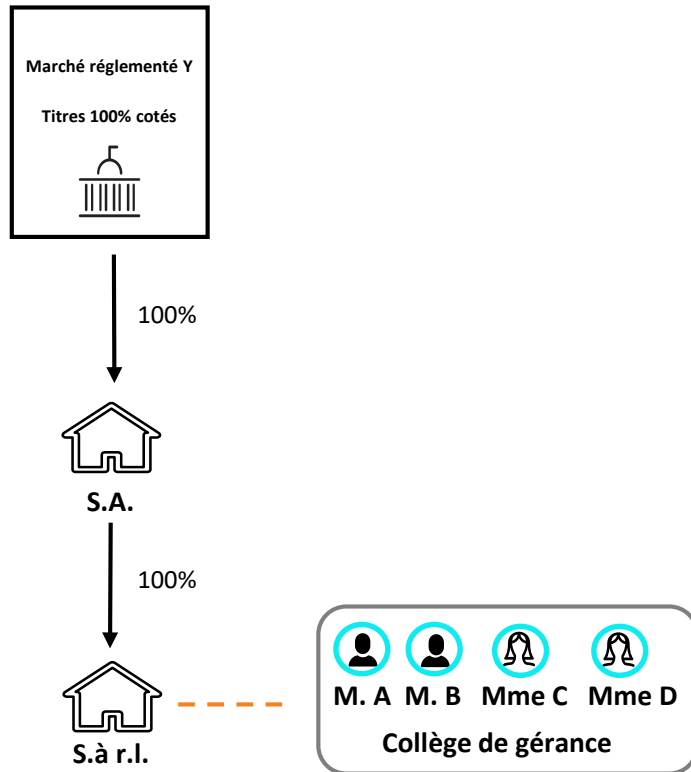 Marché réglementé Y
Titres 100% cotés
100%
S.A.
100%
S.à r.l.
M. A M. B Mme C Mme D
Collège de gérance